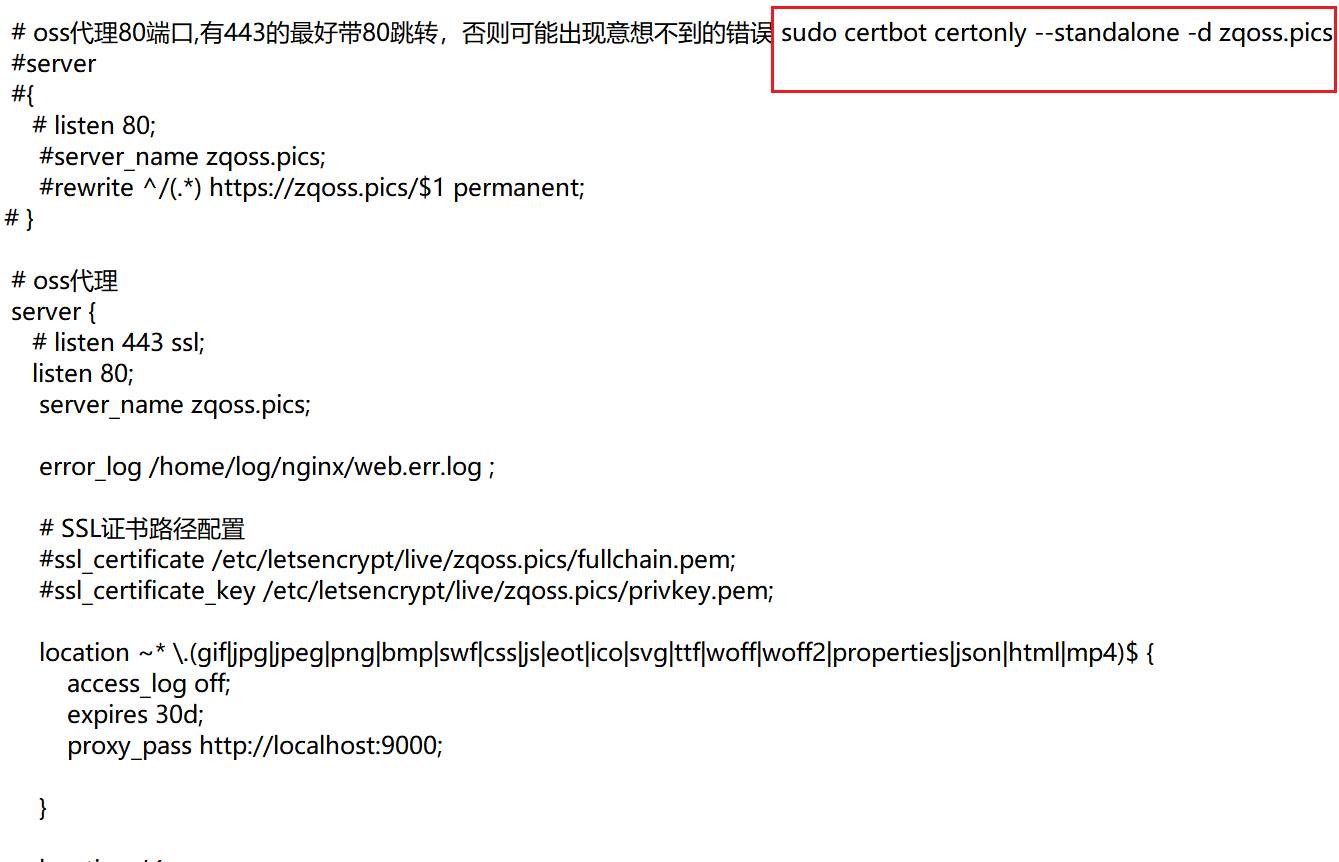 # oss代理80端口,有443的最好带80跳转，否则可能出现意想不到的错误 sudo certbot certonly --standalone -d zqoss.pics
#server
#{
# listen 80;
#server_name zqoss.pics;
#rewrite ^/(.*) https://zqoss.pics/$1 permanent;
# }
# oss代理
server {
# listen 443 ssl;
listen 80;
server_name zqoss.pics;
error_log /home/log/nginx/web.err.log ;
# SSL证书路径配置
#ssl_certificate /etc/letsencrypt/live/zqoss.pics/fullchain.pem;
#ssl_certificate_key /etc/letsencrypt/live/zqoss.pics/privkey.pem;
location ~* \.(gif|jpg|jpeg|png|bmp|swf|css|js|eot|ico|svg|ttf|woff|woff2|properties|json|html|mp4)$ {
access_log off;
expires 30d;
proxy_pass http://localhost:9000;
}